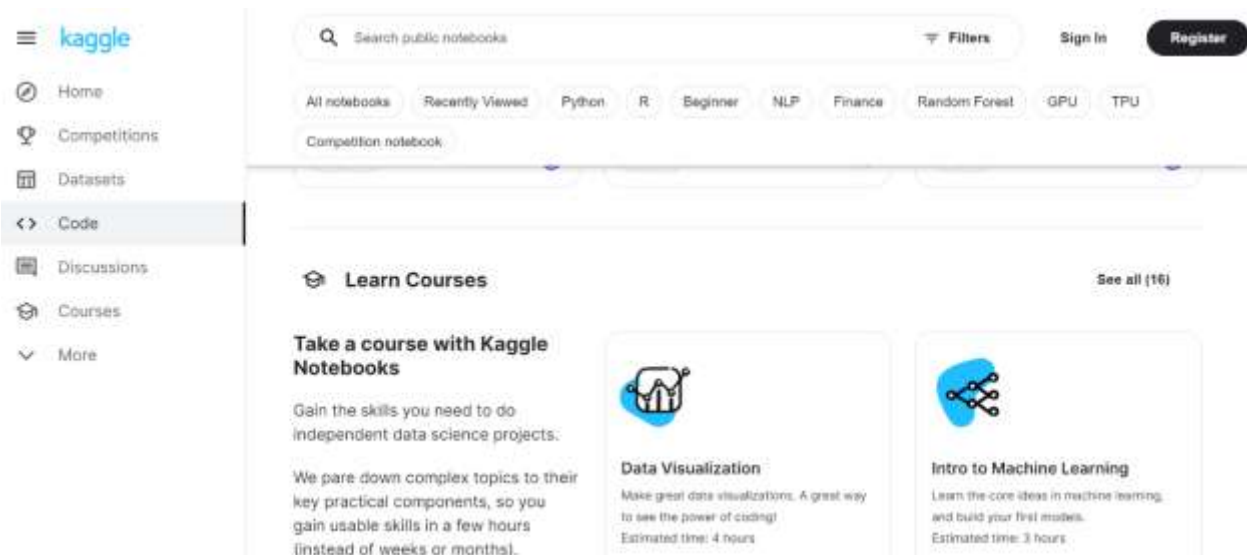 kaggle
Search public notebooks
Filters
Sign In
Register
Home
Competitions
Datasets
Code
Discussions
Courses
More
All notebooks
Recently Viewed
Python
R
Beginner
NLP
Finance
Random Forest
GPU
TPU
Competition notebook
Learn Courses
See all (16)
Take a course with Kaggle
Notebooks
Gain the skills you need to do
independent data science projects.
We pare down complex topics to their
key practical components, so you
gain usable skills in a few hours
(instead of weeks or months).
Data Visualization
Make great data visualizations. A great way
to see the power of coding!
Estimated time: 4 hours
Intro to Machine Learning
Learn the core ideas in machine learning,
and build your first models.
Estimated time: 3 hours